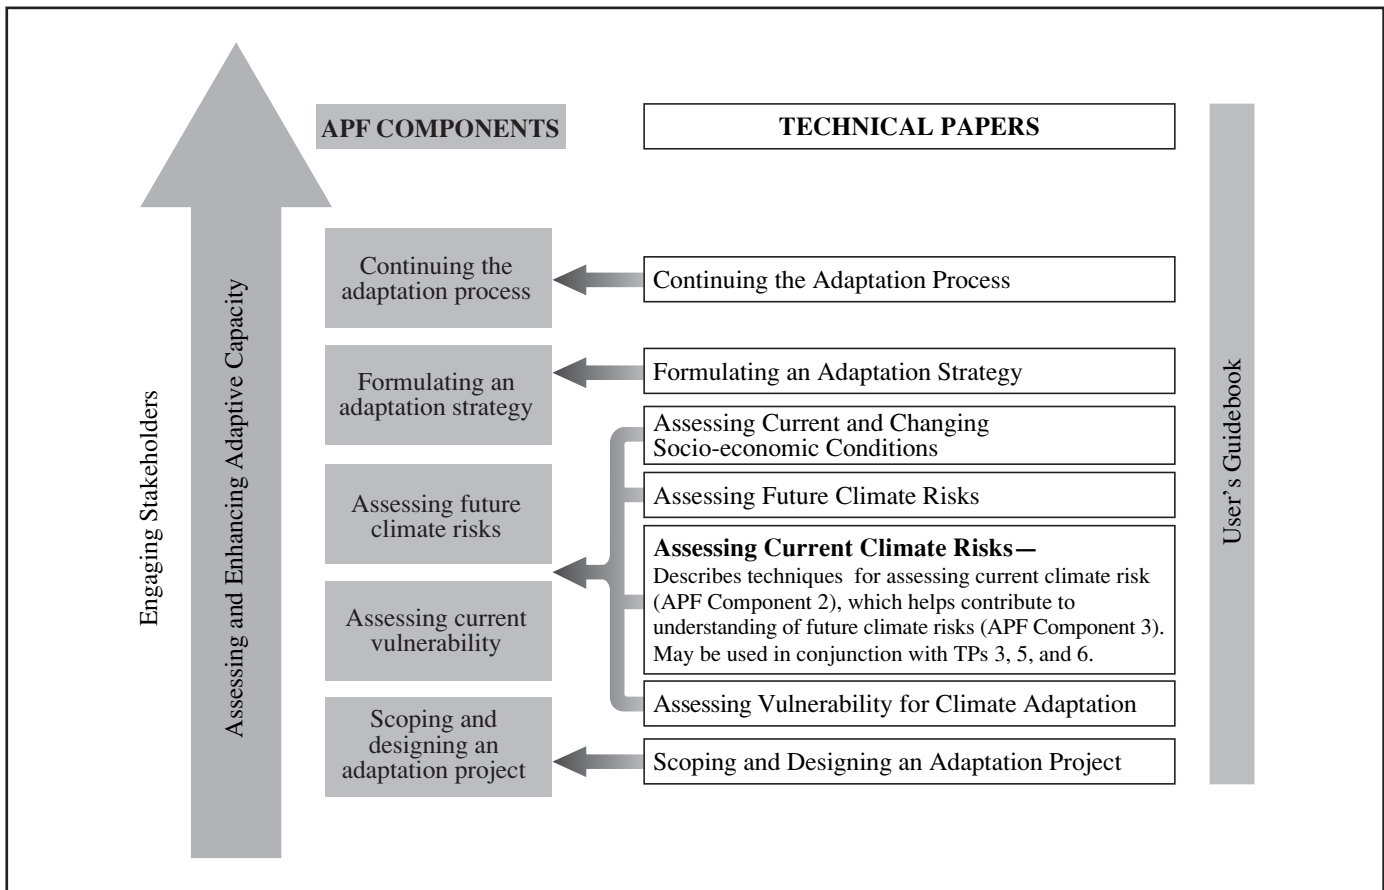 APF COMPONENTS
TECHNICAL PAPERS
Engaging Stakeholders
Assessing and Enhancing Adaptive Capacity
Continuing the
adaptation process
Continuing the Adaptation Process
Formulating an
adaptation strategy
Formulating an Adaptation Strategy
Assessing Current and Changing
Socio-economic Conditions
Assessing future
climate risks
Assessing Future Climate Risks
Assessing Current Climate Risks—
Describes techniques for assessing current climate risk
(APF Component 2), which helps contribute to
understanding of future climate risks (APF Component 3).
May be used in conjunction with TPs 3, 5, and 6.
Assessing current
vulnerability
Assessing Vulnerability for Climate Adaptation
Scoping and
designing an
adaptation project
Scoping and Designing an Adaptation Project
User's Guidebook